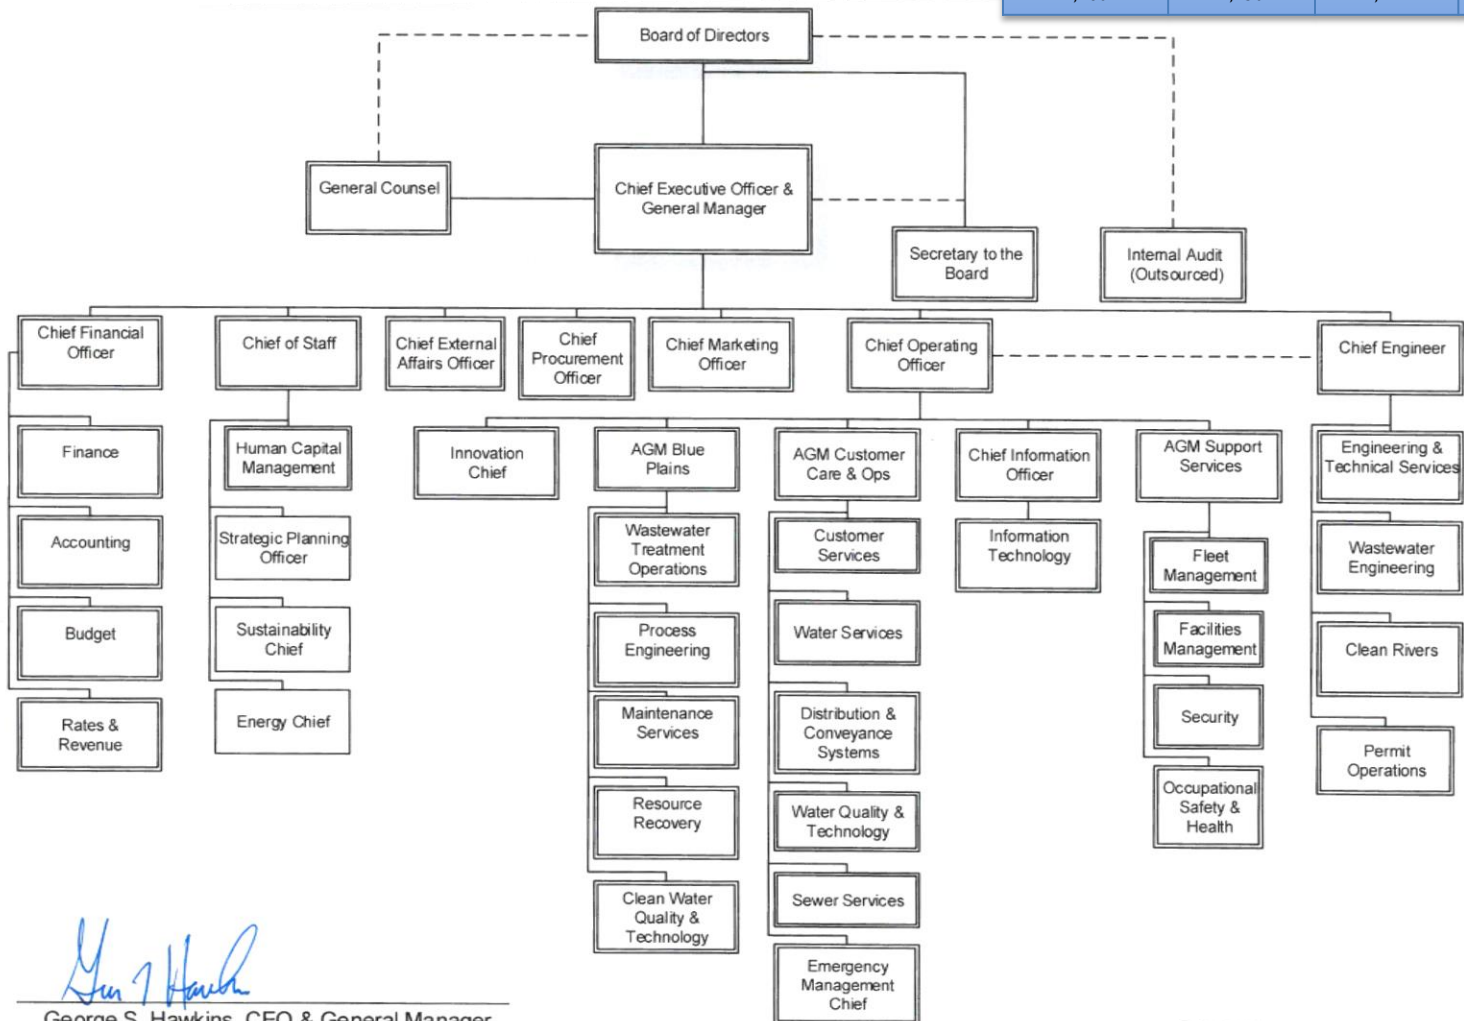 Board of Directors
General Counsel
Chief Executive Officer &
General Manager
Secretary to the
Board
Internal Audit
(Outsourced)
Chief Financial
Officer
Chief of Staff
Chief External
Affairs Officer
Chief
Procurement
Officer
Chief Marketing
Officer
Chief Operating
Officer
Chief Engineer
Finance
Accounting
Budget
Rates &
Revenue
Human Capital
Management
Strategic Planning
Officer
Sustainability
Chief
Energy Chief
Innovation
Chief
AGM Blue
Plains
Wastewater
Treatment
Operations
Process
Engineering
Maintenance
Services
Resource
Recovery
Clean Water
Quality &
Technology
AGM Customer
Care & Ops
Customer
Services
Water Services
Distribution &
Conveyance
Systems
Water Quality &
Technology
Sewer Services
Emergency
Management
Chief
Chief Information
Officer
Information
Technology
AGM Support
Services
Fleet
Management
Facilities
Management
Security
Occupational
Safety &
Health
Engineering &
Technical Services
Wastewater
Engineering
Clean Rivers
Permit
Operations
George S. Hawkins, CEO & General Manager